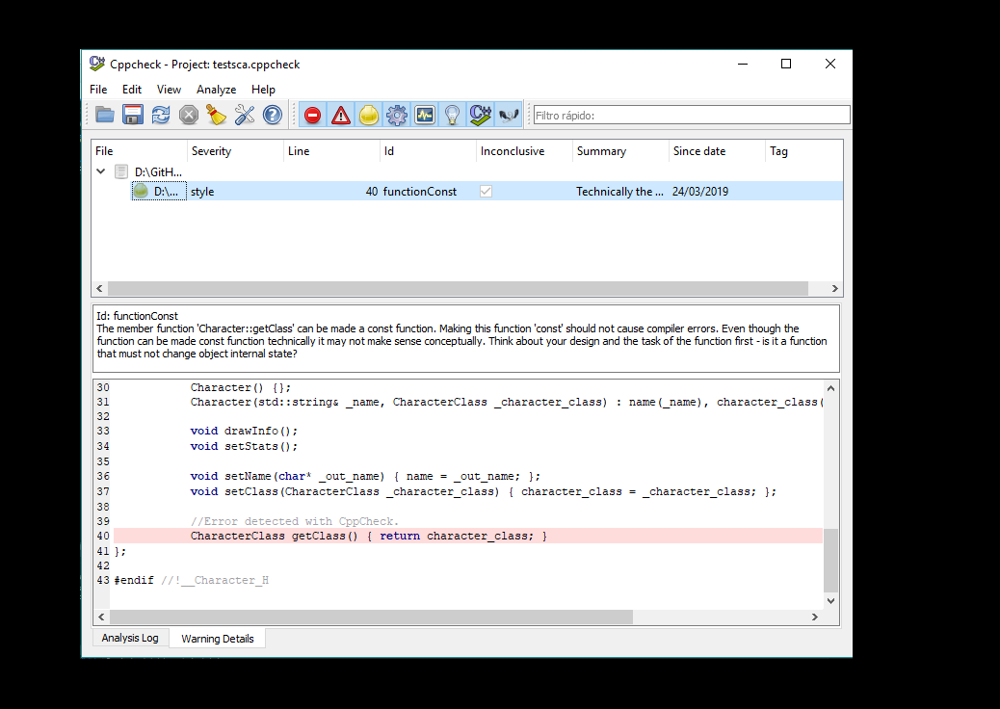 Cppcheck - Project: testsca.cppcheck
File Edit View Analyze Help
Filtro rápido:
File Severity Line Id Inconclusive Summary Since date Tag
D:\GitH...
D:\... style 40 functionConst Technically the ... 24/03/2019
Id: functionConst
The member function 'Character::getClass' can be made a const function. Making this function 'const' should not cause compiler errors. Even though the
function can be made const function technically it may not make sense conceptually. Think about your design and the task of the function first - is it a function
that must not change object internal state?
30 Character() {};
31 Character(std::string& _name, CharacterClass _character_class) : name(_name), character_class(
32
33 void drawInfo();
34 void setStats();
35
36 void setName(char* _out_name) { name = _out_name; };
37 void setClass(CharacterClass _character_class) { character_class = _character_class; };
38
39 //Error detected with CppCheck.
40 CharacterClass getClass() { return character_class; }
41 };
42
43 #endif //!__Character_H
Analysis Log Warning Details